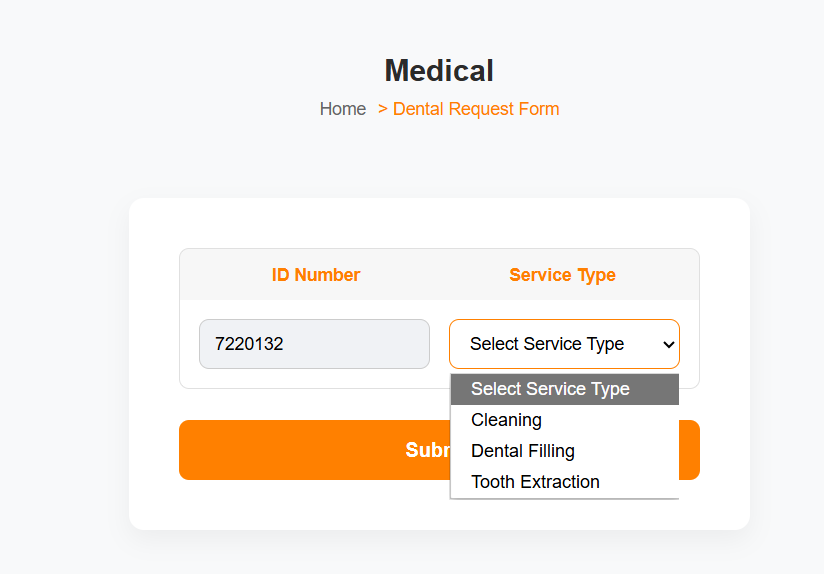 Medical
Home > Dental Request Form
ID Number Service Type
7220132 Select Service Type
Select Service Type
Cleaning
Dental Filling
Tooth Extraction